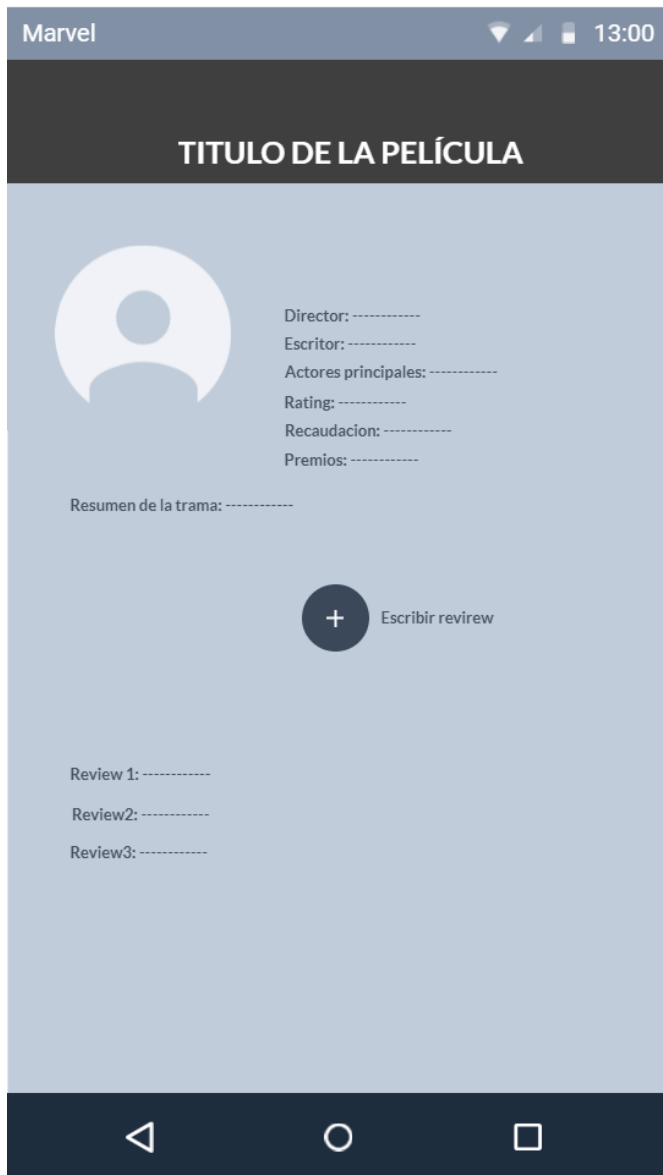 Marvel 13:00
TITULO DE LA PELÍCULA
Director: ------------
Escritor: ------------
Actores principales: ------------
Rating: ------------
Recaudacion: ------------
Premios: ------------
Resumen de la trama: ------------
+ Escribir revirew
Review 1: ------------
Review2: ------------
Review3: ------------